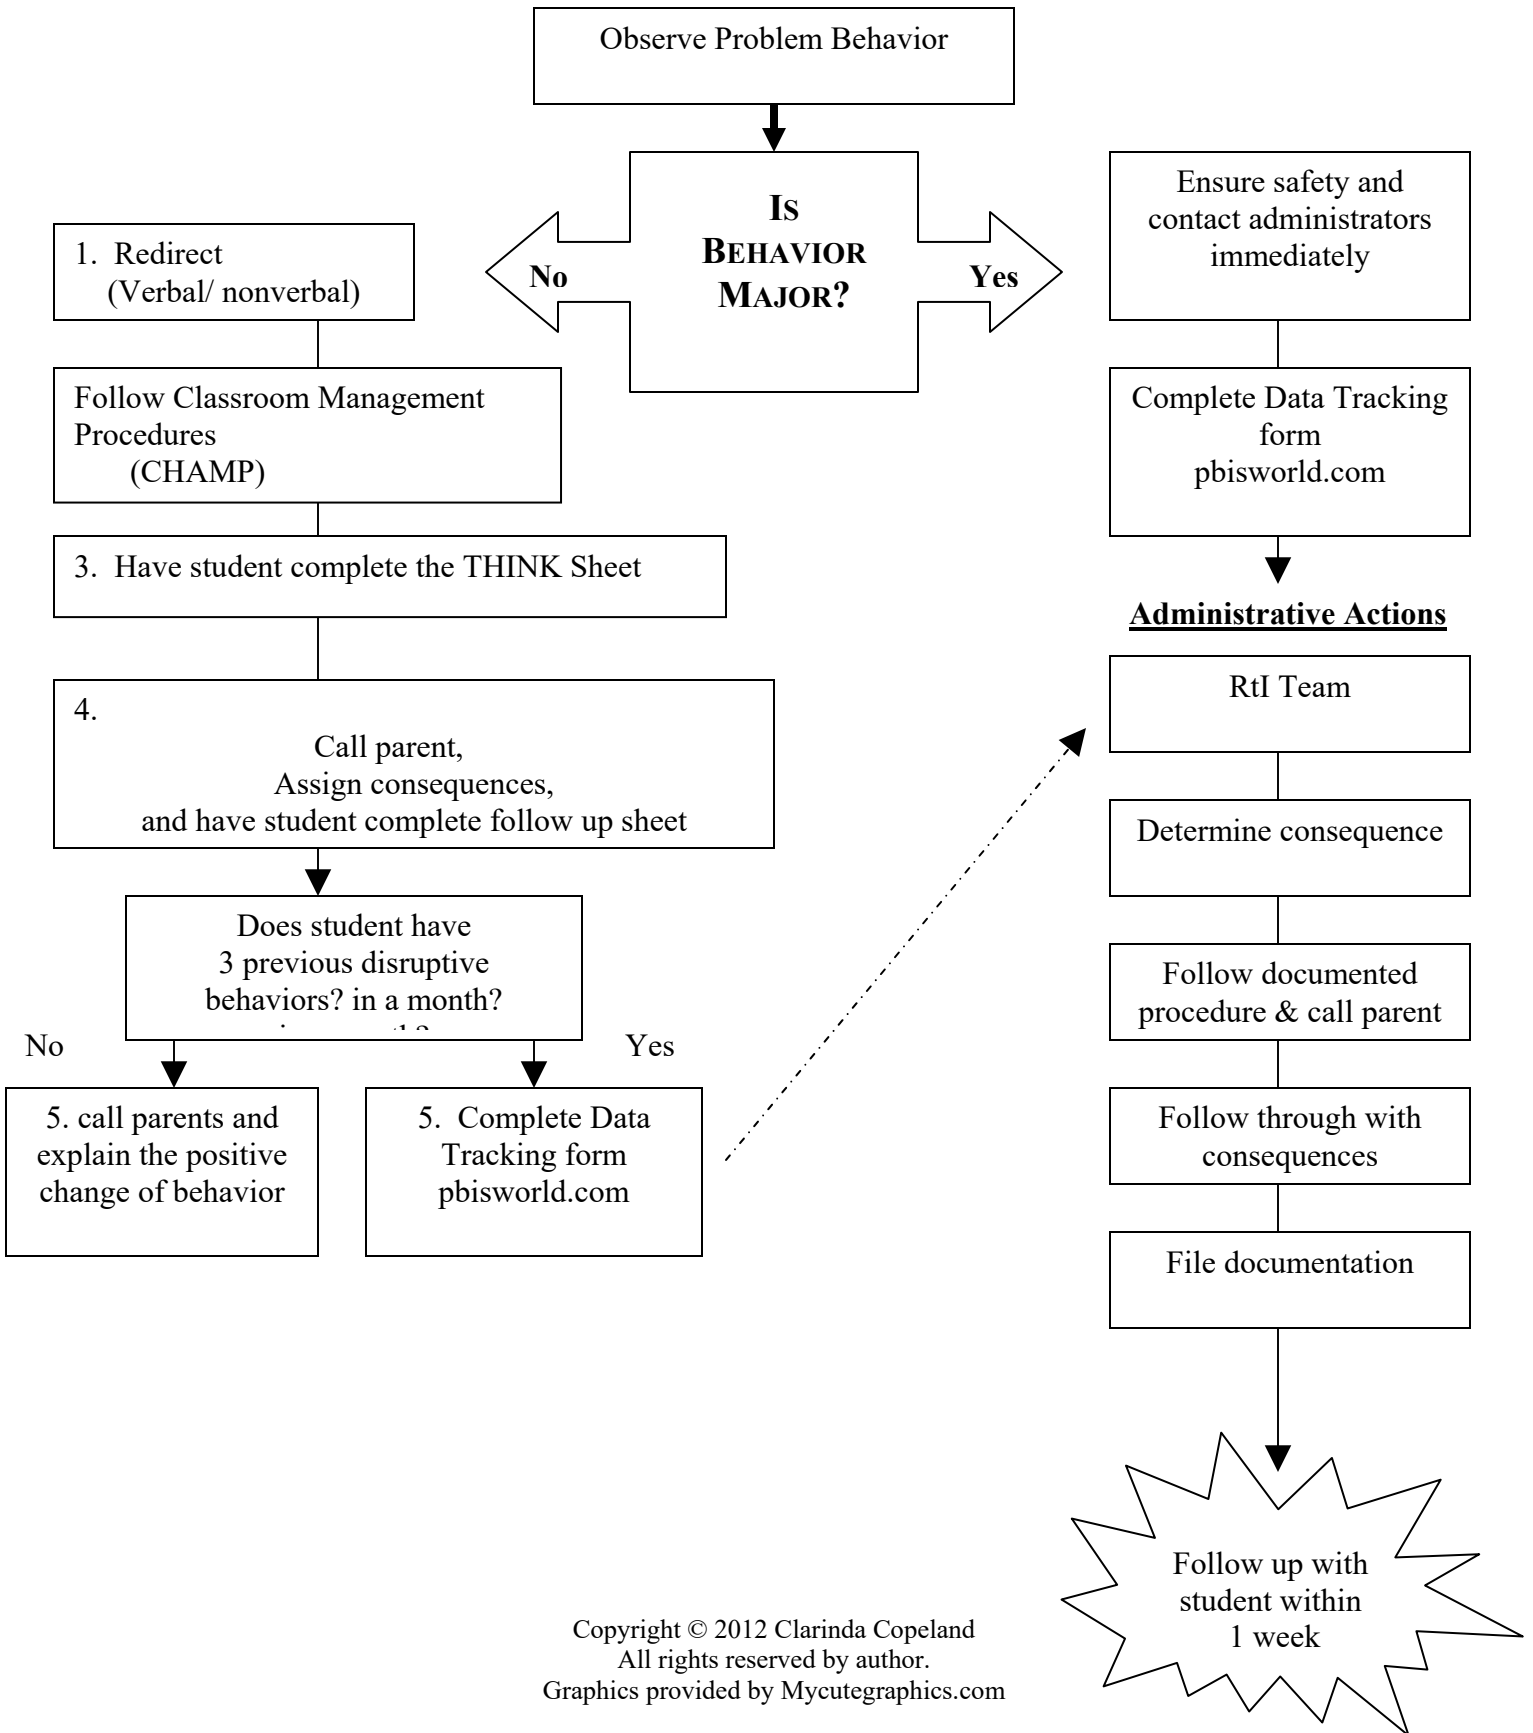 Observe Problem Behavior
IS
BEHAVIOR
MAJOR?
No
Yes
1. Redirect
(Verbal/ nonverbal)
Follow Classroom Management
Procedures
(CHAMP)
3. Have student complete the THINK Sheet
4.
Call parent,
Assign consequences,
and have student complete follow up sheet
Does student have
3 previous disruptive
behaviors? in a month?
No
Yes
5. call parents and
explain the positive
change of behavior
5. Complete Data
Tracking form
pbisworld.com
Ensure safety and
contact administrators
immediately
Complete Data Tracking
form
pbisworld.com
Administrative Actions
RtI Team
Determine consequence
Follow documented
procedure & call parent
Follow through with
consequences
File documentation
Follow up with
student within
1 week
Copyright © 2012 Clarinda Copeland
All rights reserved by author.
Graphics provided by Mycutegraphics.com